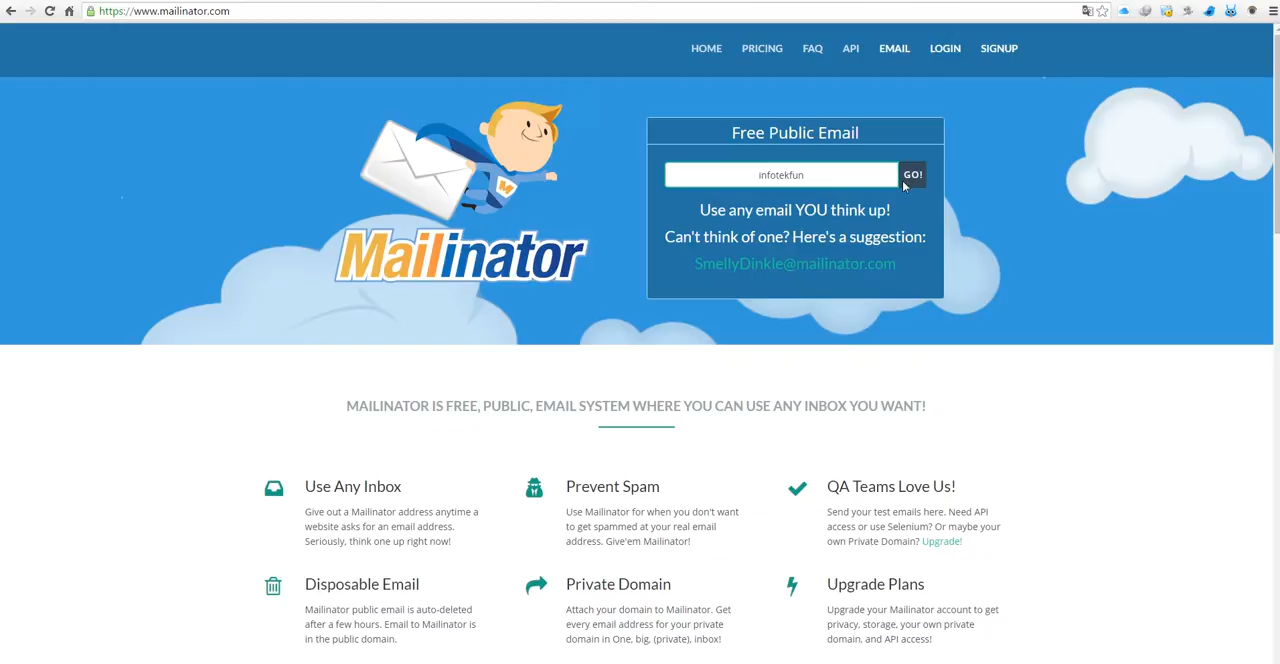 https://www.mailinator.com
HOME PRICING FAQ API EMAIL LOGIN SIGNUP
M
Mailinator
Free Public Email
infotekfun GO!
Use any email YOU think up!
Can't think of one? Here's a suggestion:
SmellyDinkle@mailinator.com
MAILINATOR IS FREE, PUBLIC, EMAIL SYSTEM WHERE YOU CAN USE ANY INBOX YOU WANT!
Use Any Inbox
Give out a Mailinator address anytime a
website asks for an email address.
Seriously, think one up right now!
Prevent Spam
Use Mailinator for when you don't want
to get spammed at your real email
address. Give'em Mailinator!
QA Teams Love Us!
Send your test emails here. Need API
access or use Selenium? Or maybe your
own Private Domain? Upgrade!
Disposable Email
Mailinator public email is auto-deleted
after a few hours. Email to Mailinator is
in the public domain.
Private Domain
Attach your domain to Mailinator. Get
every email address for your private
domain in One, big, (private), inbox!
Upgrade Plans
Upgrade your Mailinator account to get
privacy, storage, your own private
domain, and API access!